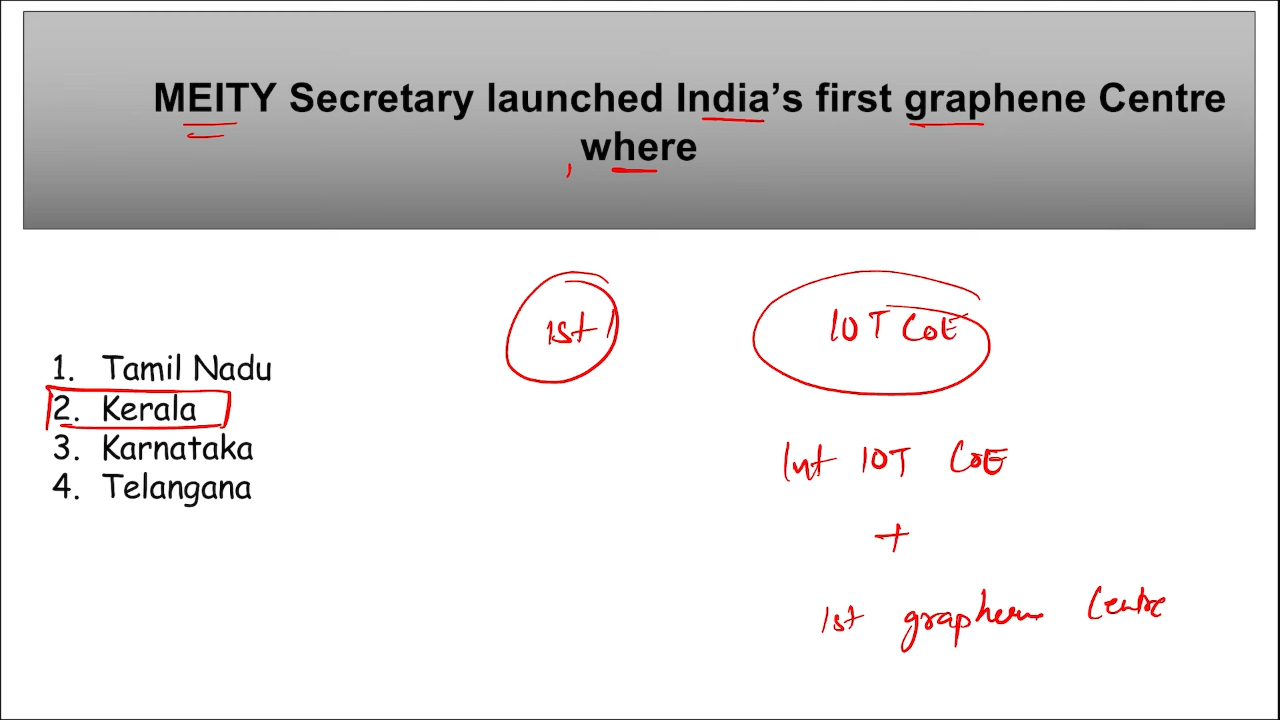 MEITY Secretary launched India's first graphene Centre
where
1st
IOT CoE
1. Tamil Nadu
2. Kerala
3. Karnataka
4. Telangana
Int IOT CoE
+
1st graphene Centre